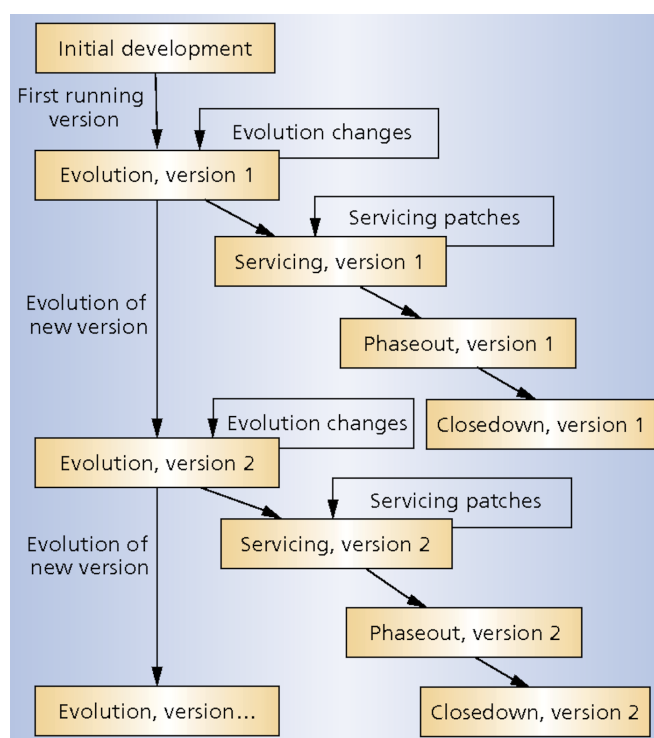 Initial development
First running
version
Evolution changes
Evolution, version 1
Servicing patches
Servicing, version 1
Evolution of
new version
Phaseout, version 1
Closedown, version 1
Evolution changes
Evolution, version 2
Servicing patches
Servicing, version 2
Evolution of
new version
Phaseout, version 2
Evolution, version...
Closedown, version 2